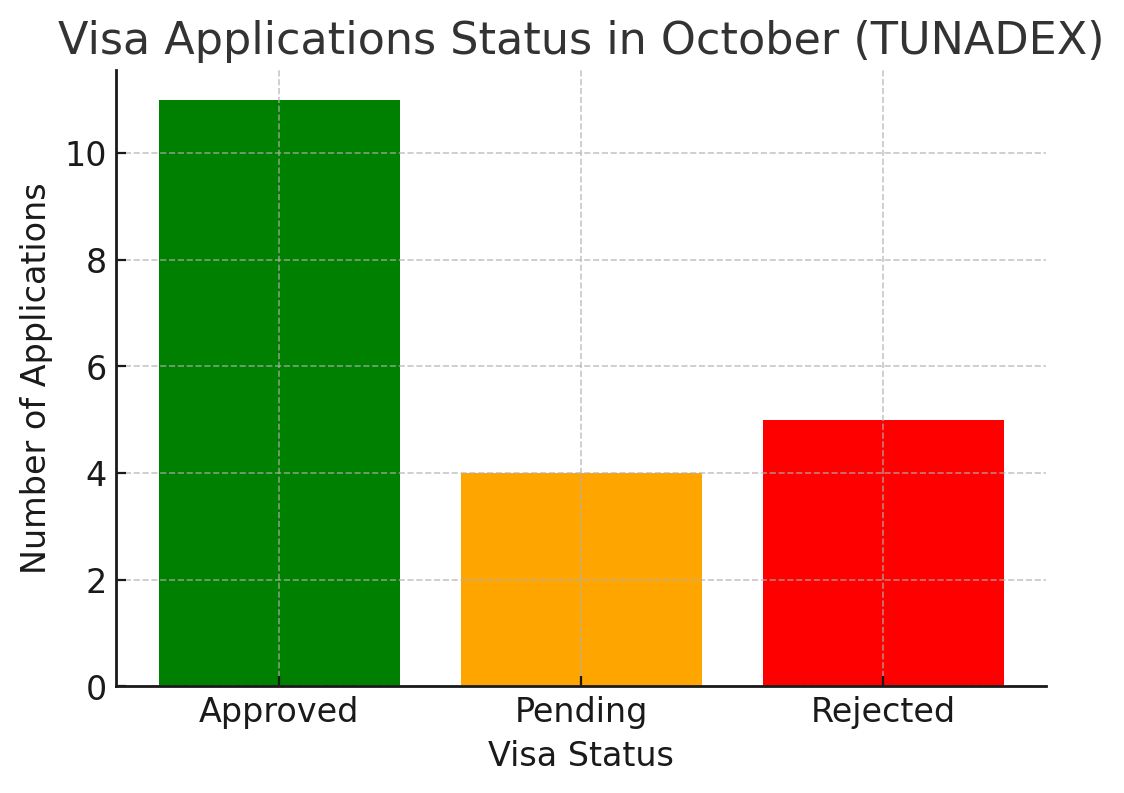 Visa Applications Status in October (TUNADEX)
Number of Applications
10
8
6
4
2
0
Approved Pending Rejected
Visa Status